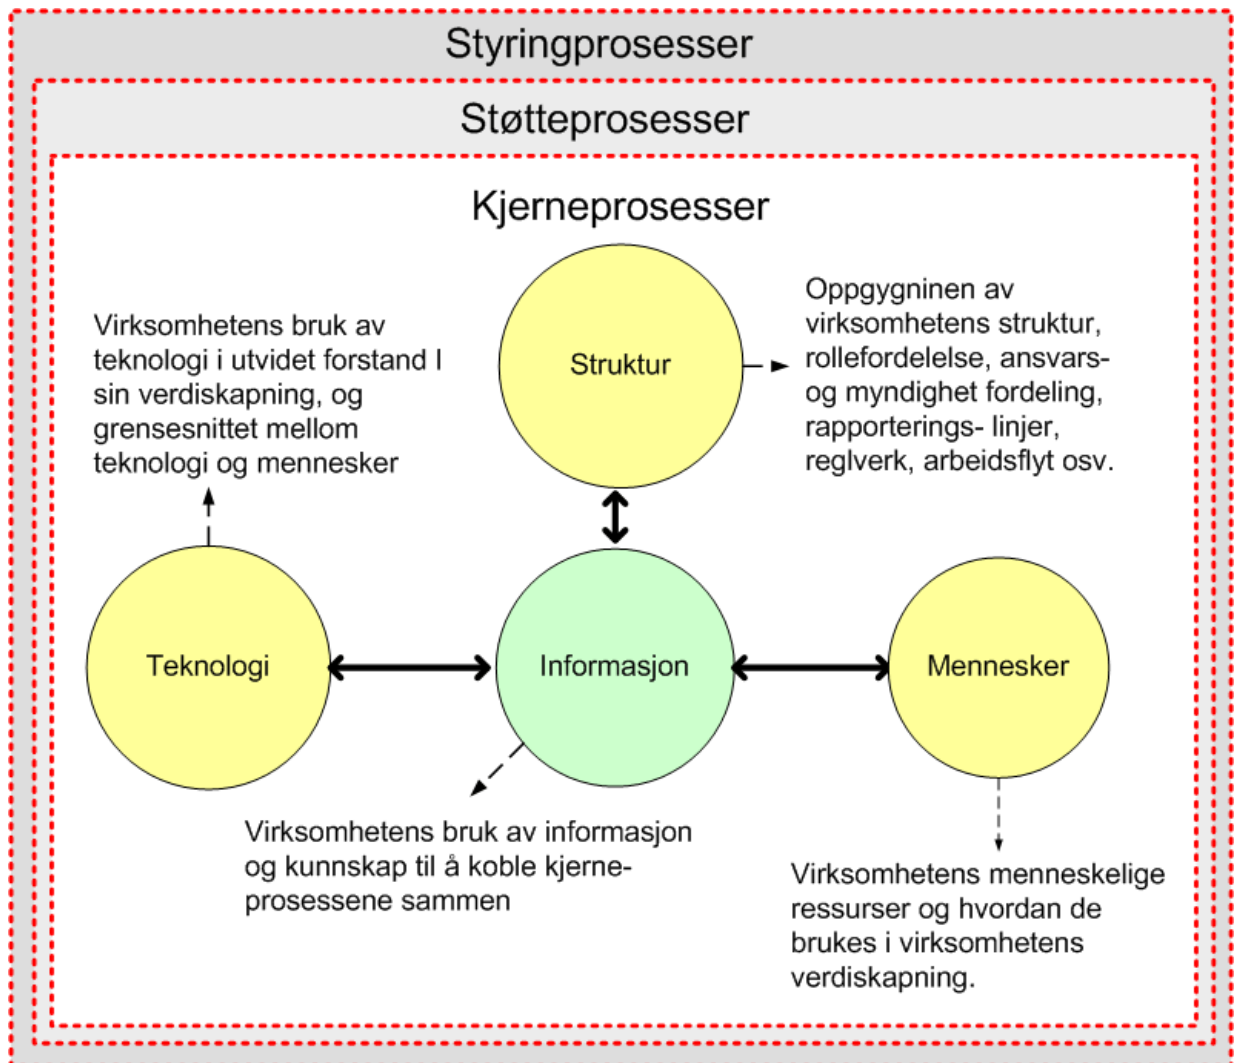 Styringprosesser
Støtteprosesser
Kjerneprosesser
Struktur
Oppgygninen av
virksomhetens struktur,
rollefordelelse, ansvars-
og myndighet fordeling,
rapporterings- linjer,
reglverk, arbeidsflyt osv.
Virksomhetens bruk av
teknologi i utvidet forstand I
sin verdiskapning, og
grensesnittet mellom
teknologi og mennesker
Teknologi
Informasjon
Mennesker
Virksomhetens bruk av informasjon
og kunnskap til å koble kjerne-
prosessene sammen
Virksomhetens menneskelige
ressurser og hvordan de
brukes i virksomhetens
verdiskapning.